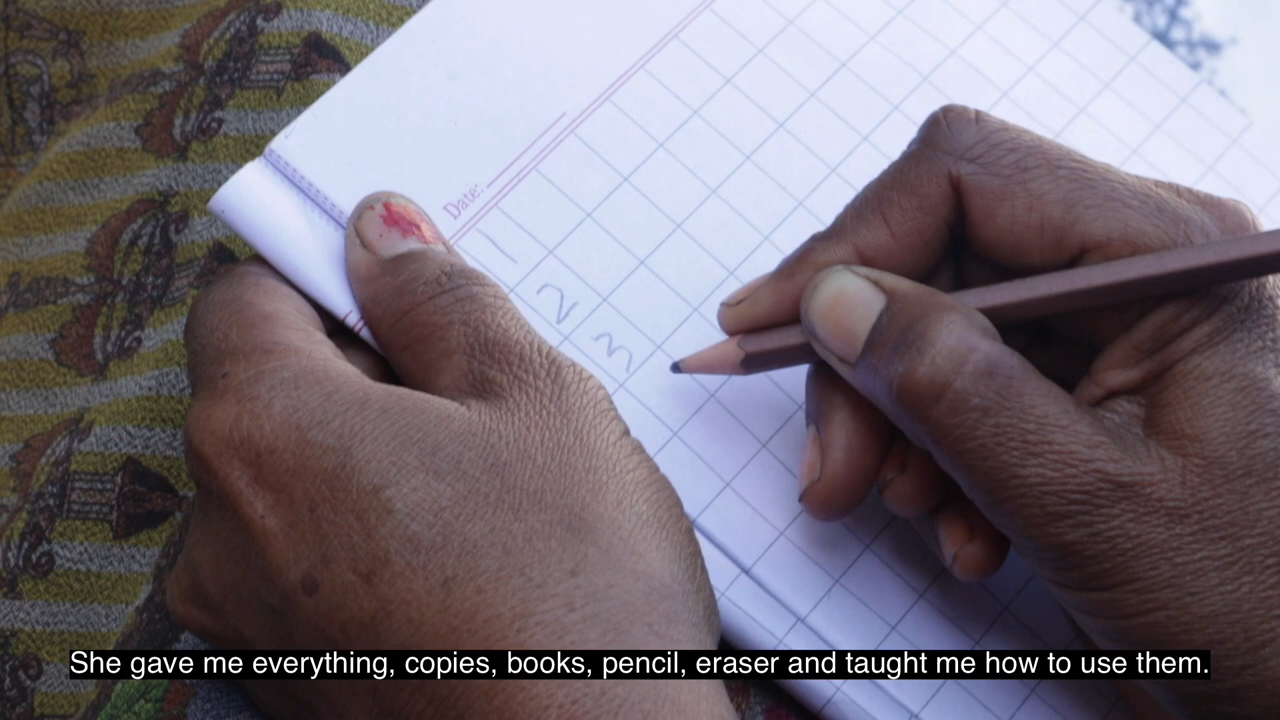 Date:
1
2
3
She gave me everything, copies, books, pencil, eraser and taught me how to use them.